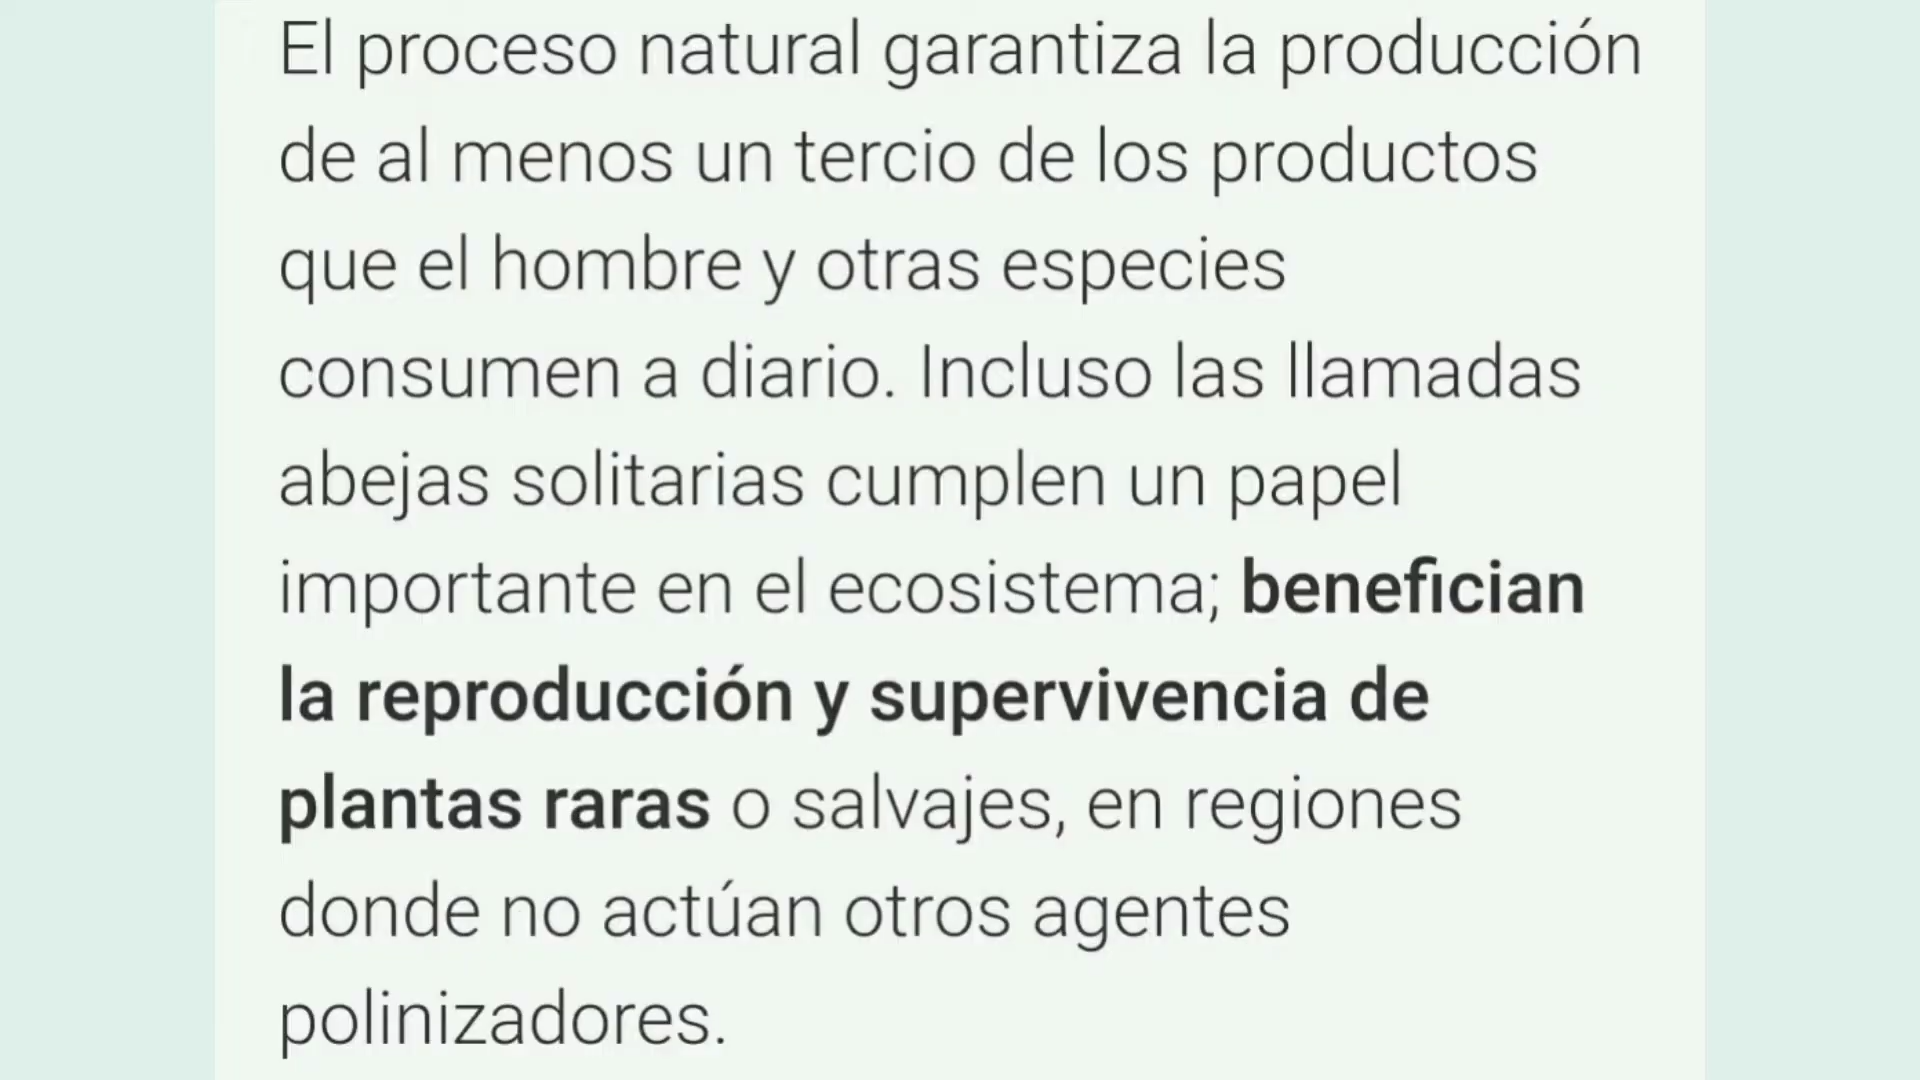 El proceso natural garantiza la producción
de al menos un tercio de los productos
que el hombre y otras especies
consumen a diario. Incluso las llamadas
abejas solitarias cumplen un papel
importante en el ecosistema; benefician
la reproducción y supervivencia de
plantas raras o salvajes, en regiones
donde no actúan otros agentes
polinizadores.